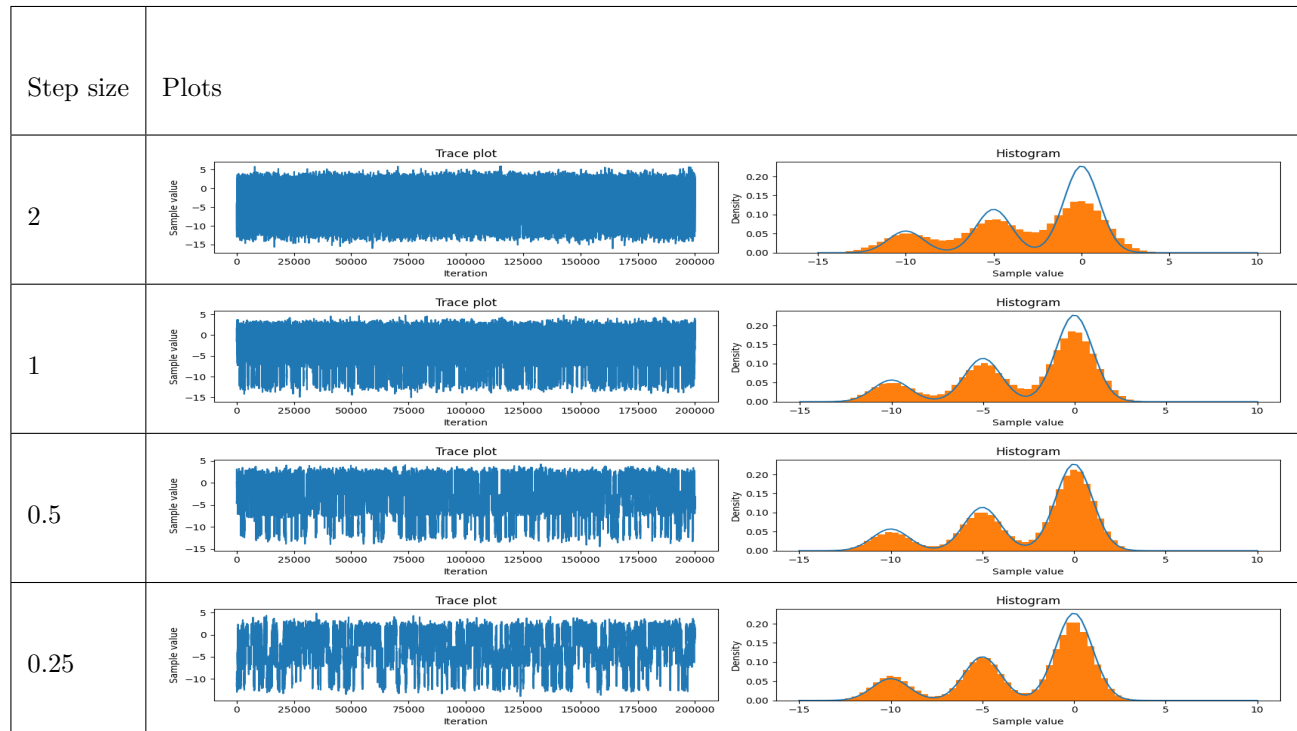 Step size Plots
2
Trace plot
Sample value
5
0
−5
−10
−15
0 25000 50000 75000 100000 125000 150000 175000 200000
Iteration
Histogram
Density
0.20
0.15
0.10
0.05
0.00
−15 −10 −5 0 5 10
Sample value
1
Trace plot
Sample value
5
0
−5
−10
−15
0 25000 50000 75000 100000 125000 150000 175000 200000
Iteration
Histogram
Density
0.20
0.15
0.10
0.05
0.00
−15 −10 −5 0 5 10
Sample value
0.5
Trace plot
Sample value
5
0
−5
−10
−15
0 25000 50000 75000 100000 125000 150000 175000 200000
Iteration
Histogram
Density
0.20
0.15
0.10
0.05
0.00
−15 −10 −5 0 5 10
Sample value
0.25
Trace plot
Sample value
5
0
−5
−10
0 25000 50000 75000 100000 125000 150000 175000 200000
Iteration
Histogram
Density
0.20
0.15
0.10
0.05
0.00
−15 −10 −5 0 5 10
Sample value